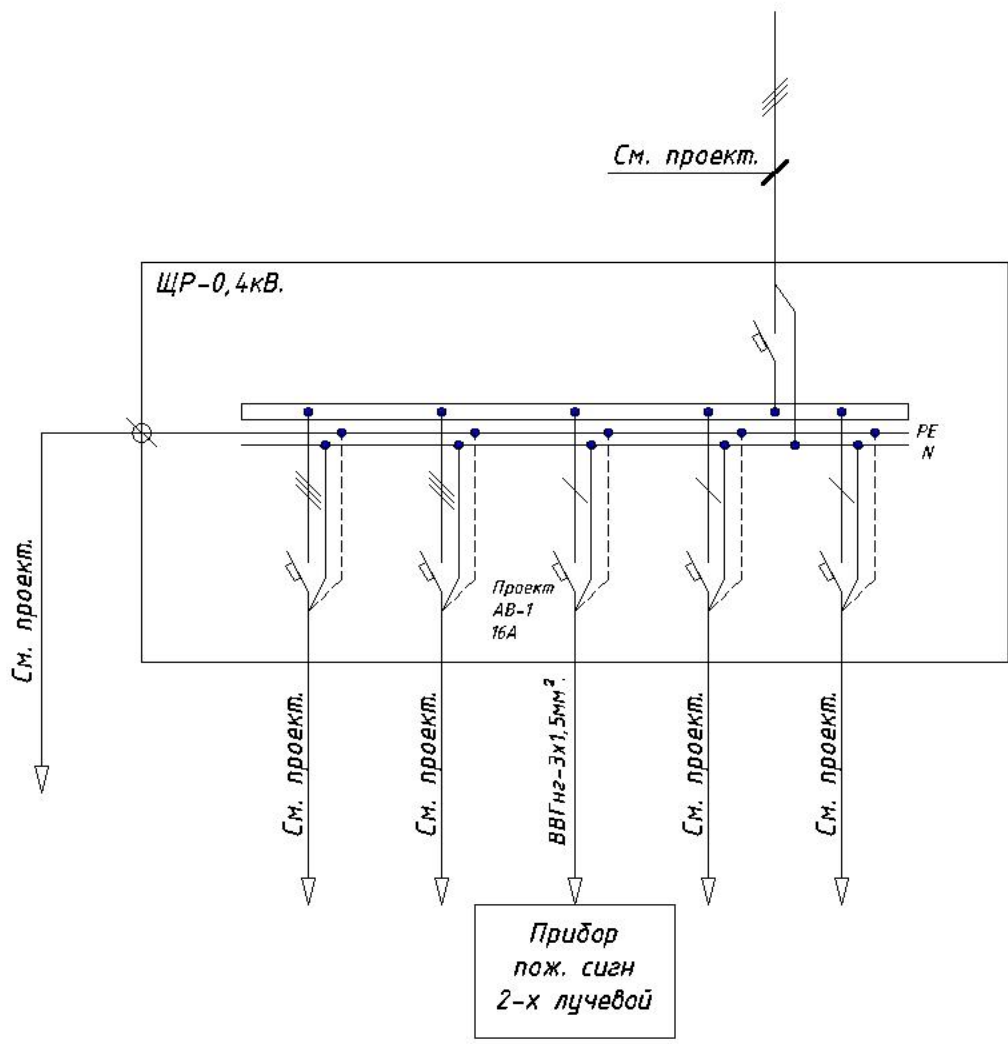 См. проект.
ЩР-0,4кВ.
PE
N
Проект
АВ-1
16А
См. проект.
См. проект.
См. проект.
ВВГнг-3х1,5мм².
См. проект.
См. проект.
Прибор
пож. сигн
2-х лучевой